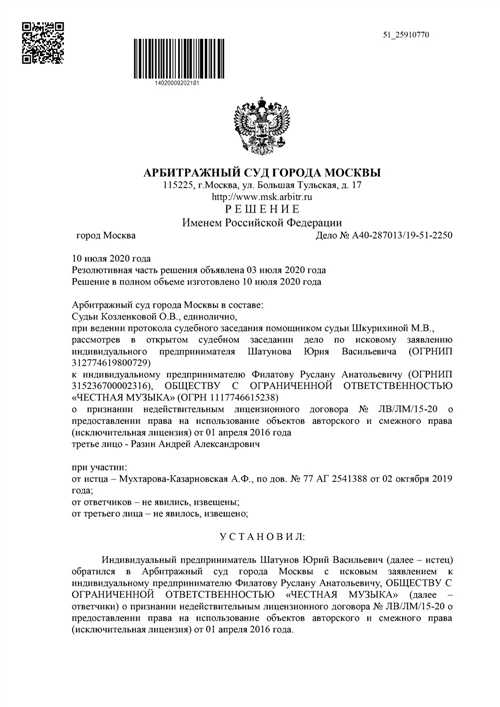 51_25910770
14020009202181
АРБИТРАЖНЫЙ СУД ГОРОДА МОСКВЫ
115225, г.Москва, ул. Большая Тульская, д. 17
http://www.msk.arbitr.ru
Р Е Ш Е Н И Е
Именем Российской Федерации
город Москва Дело № А40-287013/19-51-2250
10 июля 2020 года
Резолютивная часть решения объявлена 03 июля 2020 года
Решение в полном объеме изготовлено 10 июля 2020 года
Арбитражный суд города Москвы в составе:
Судьи Козленковой О.В., единолично,
при ведении протокола судебного заседания помощником судьи Шкурихиной М.В.,
рассмотрев в открытом судебном заседании дело по исковому заявлению
индивидуального предпринимателя Шатунова Юрия Васильевича (ОГРНИП
312774619800729)
к индивидуальному предпринимателю Филатову Руслану Анатольевичу (ОГРНИП
315236700002316), ОБЩЕСТВУ С ОГРАНИЧЕННОЙ ОТВЕТСТВЕННОСТЬЮ
«ЧЕСТНАЯ МУЗЫКА» (ОГРН 1117746615238)
о признании недействительным лицензионного договора № ЛВ/ЛМ/15-20 о
предоставлении права на использование объектов авторского и смежного права
(исключительная лицензия) от 01 апреля 2016 года
третье лицо - Разин Андрей Александрович
при участии:
от истца – Мухтарова-Казарновская А.Ф., по дов. № 77 АГ 2541388 от 02 октября 2019
года;
от ответчиков – не явились, извещены;
от третьего лица – не явилось, извещено;
У С Т А Н О В И Л:
Индивидуальный предприниматель Шатунов Юрий Васильевич (далее – истец)
обратился в Арбитражный суд города Москвы с исковым заявлением к
индивидуальному предпринимателю Филатову Руслану Анатольевичу, ОБЩЕСТВУ С
ОГРАНИЧЕННОЙ ОТВЕТСТВЕННОСТЬЮ «ЧЕСТНАЯ МУЗЫКА» (далее –
ответчики) о признании недействительным лицензионного договора № ЛВ/ЛМ/15-20 о
предоставлении права на использование объектов авторского и смежного права
(исключительная лицензия) от 01 апреля 2016 года.